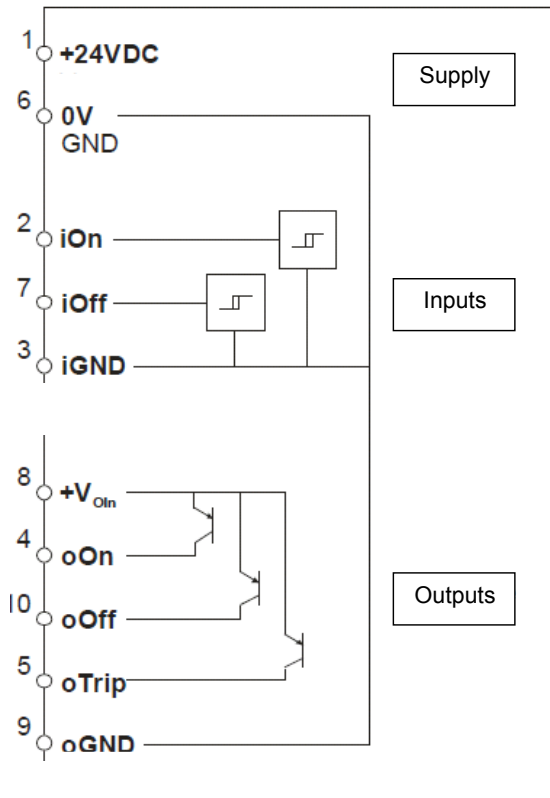 1
+24VDC
Supply
6
0V
GND
2
iOn
7
iOff
Inputs
3
iGND
8
+V OIn
4
oOn
10
oOff
Outputs
5
oTrip
9
oGND